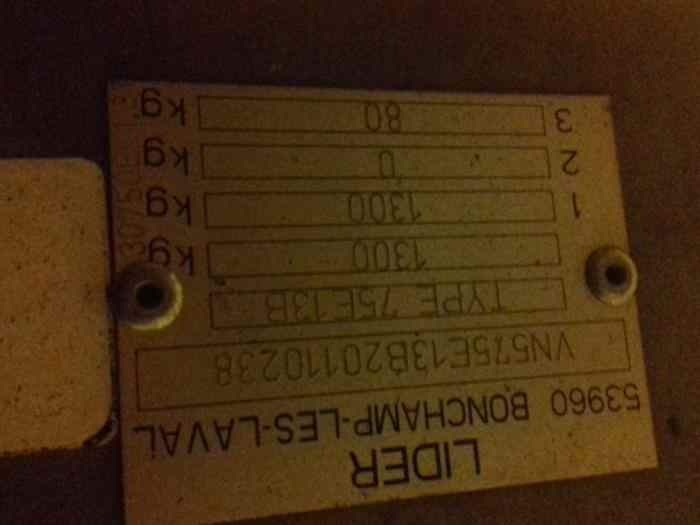 LIDER
53960 BONCHAMP-LES-LAVAL
VN575E13B20110238
TYPE 75E13B
1300 kg
1 1300 kg
2 0 kg
3 80 kg